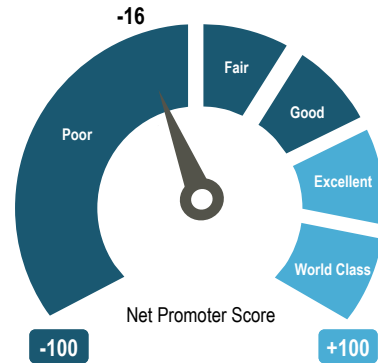 -16
Fair
Good
Poor
Excellent
World Class
Net Promoter Score
-100
+100